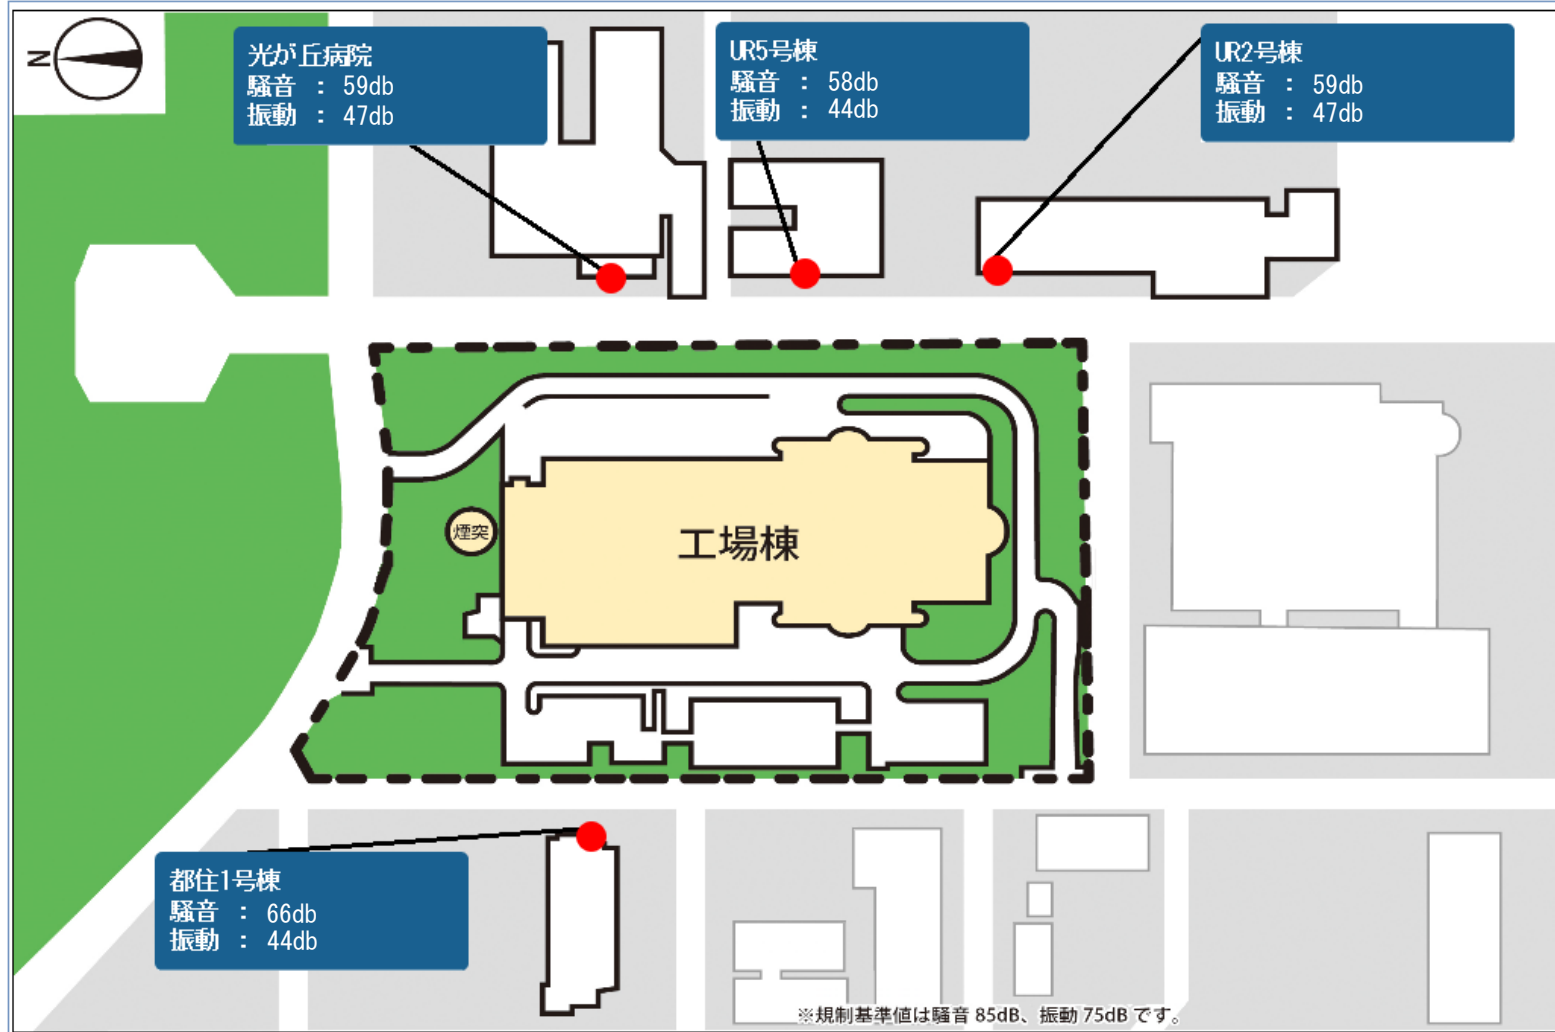 N
光が丘病院
騒音 : 59db
振動 : 47db
UR5号棟
騒音 : 58db
振動 : 44db
UR2号棟
騒音 : 59db
振動 : 47db
煙突
工場棟
都住1号棟
騒音 : 66db
振動 : 44db
※規制基準値は騒音 85dB、振動 75dB です。